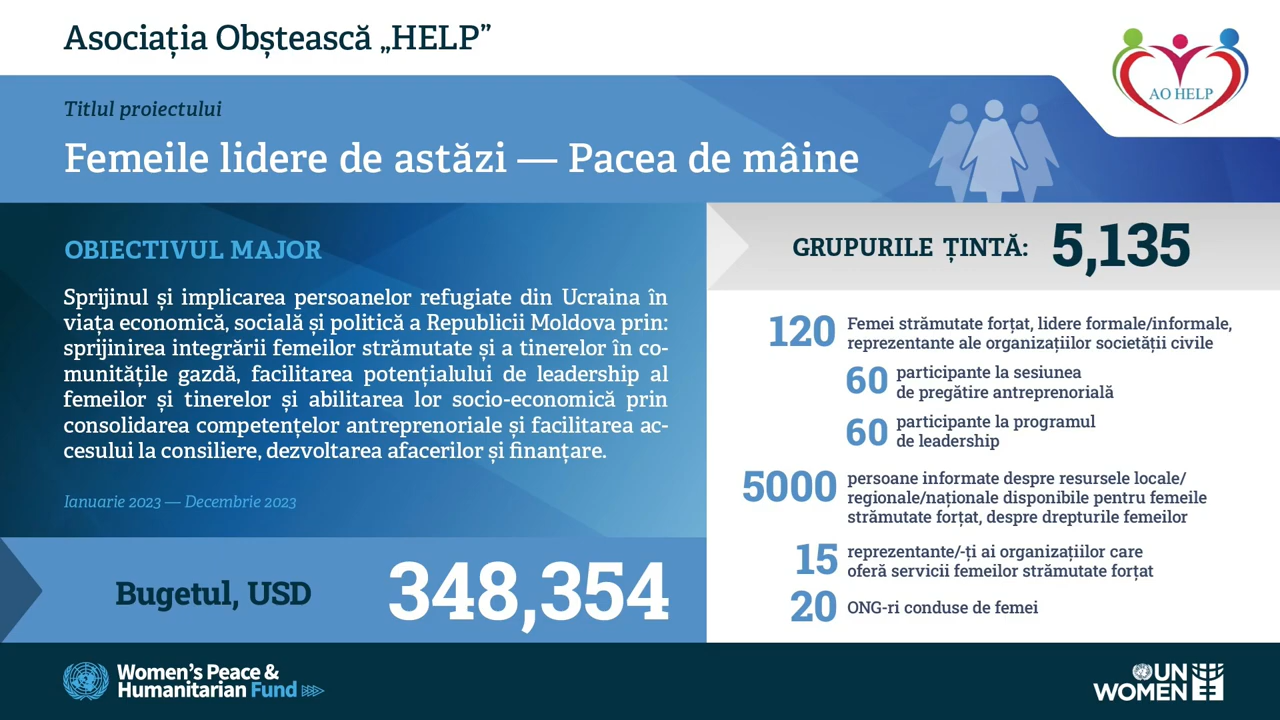 Asociația Obștească „HELP”
AO HELP
Titlul proiectului
Femeile lidere de astăzi — Pacea de mâine
OBIECTIVUL MAJOR
Sprijinul și implicarea persoanelor refugiate din Ucraina în
viața economică, socială și politică a Republicii Moldova prin:
sprijinirea integrării femeilor strămutate și a tinerelor în co-
munitățile gazdă, facilitarea potențialului de leadership al
femeilor și tinerelor și abilitarea lor socio-economică prin
consolidarea competențelor antreprenoriale și facilitarea ac-
cesului la consiliere, dezvoltarea afacerilor și finanțare.
Ianuarie 2023 — Decembrie 2023
Bugetul, USD 348,354
GRUPURILE ȚINTĂ: 5,135
120 Femei strămutate forțat, lidere formale/informale,
reprezentante ale organizațiilor societății civile
60 participante la sesiunea
de pregătire antreprenorială
60 participante la programul
de leadership
5000 persoane informate despre resursele locale/
regionale/naționale disponibile pentru femeile
strămutate forțat, despre drepturile femeilor
15 reprezentante/-ți ai organizațiilor care
oferă servicii femeilor strămutate forțat
20 ONG-ri conduse de femei
Women's Peace &
Humanitarian Fund
UN
WOMEN